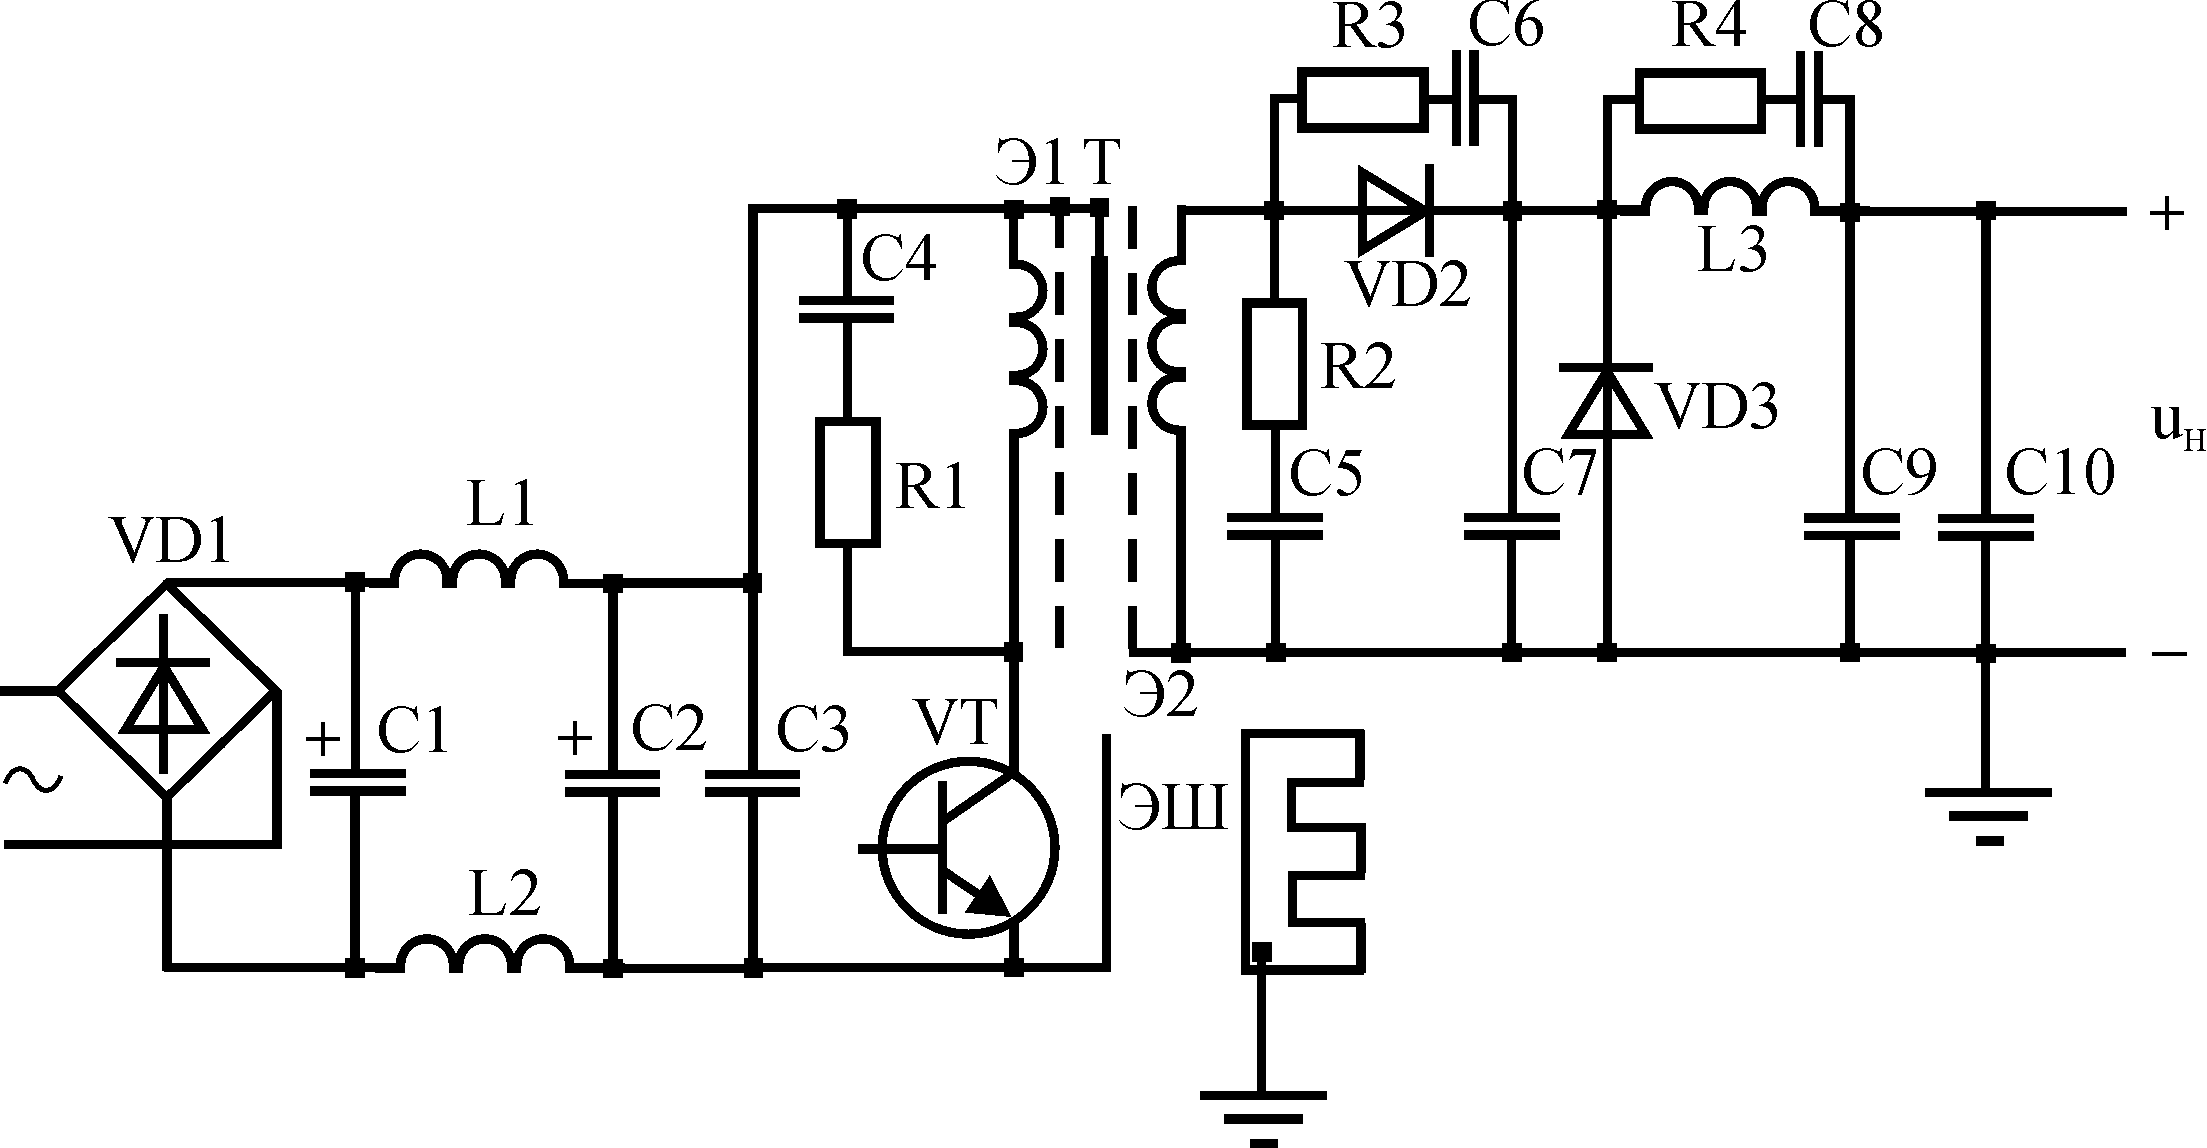 R3 C6 R4 C8
Э1 T
+
C4
L3
VD2
R2
VD3
uн
L1
R1
C5 C7 C9 C10
VD1
Э2
−
+ C1
+ C2 C3 VT
~
ЭШ
L2